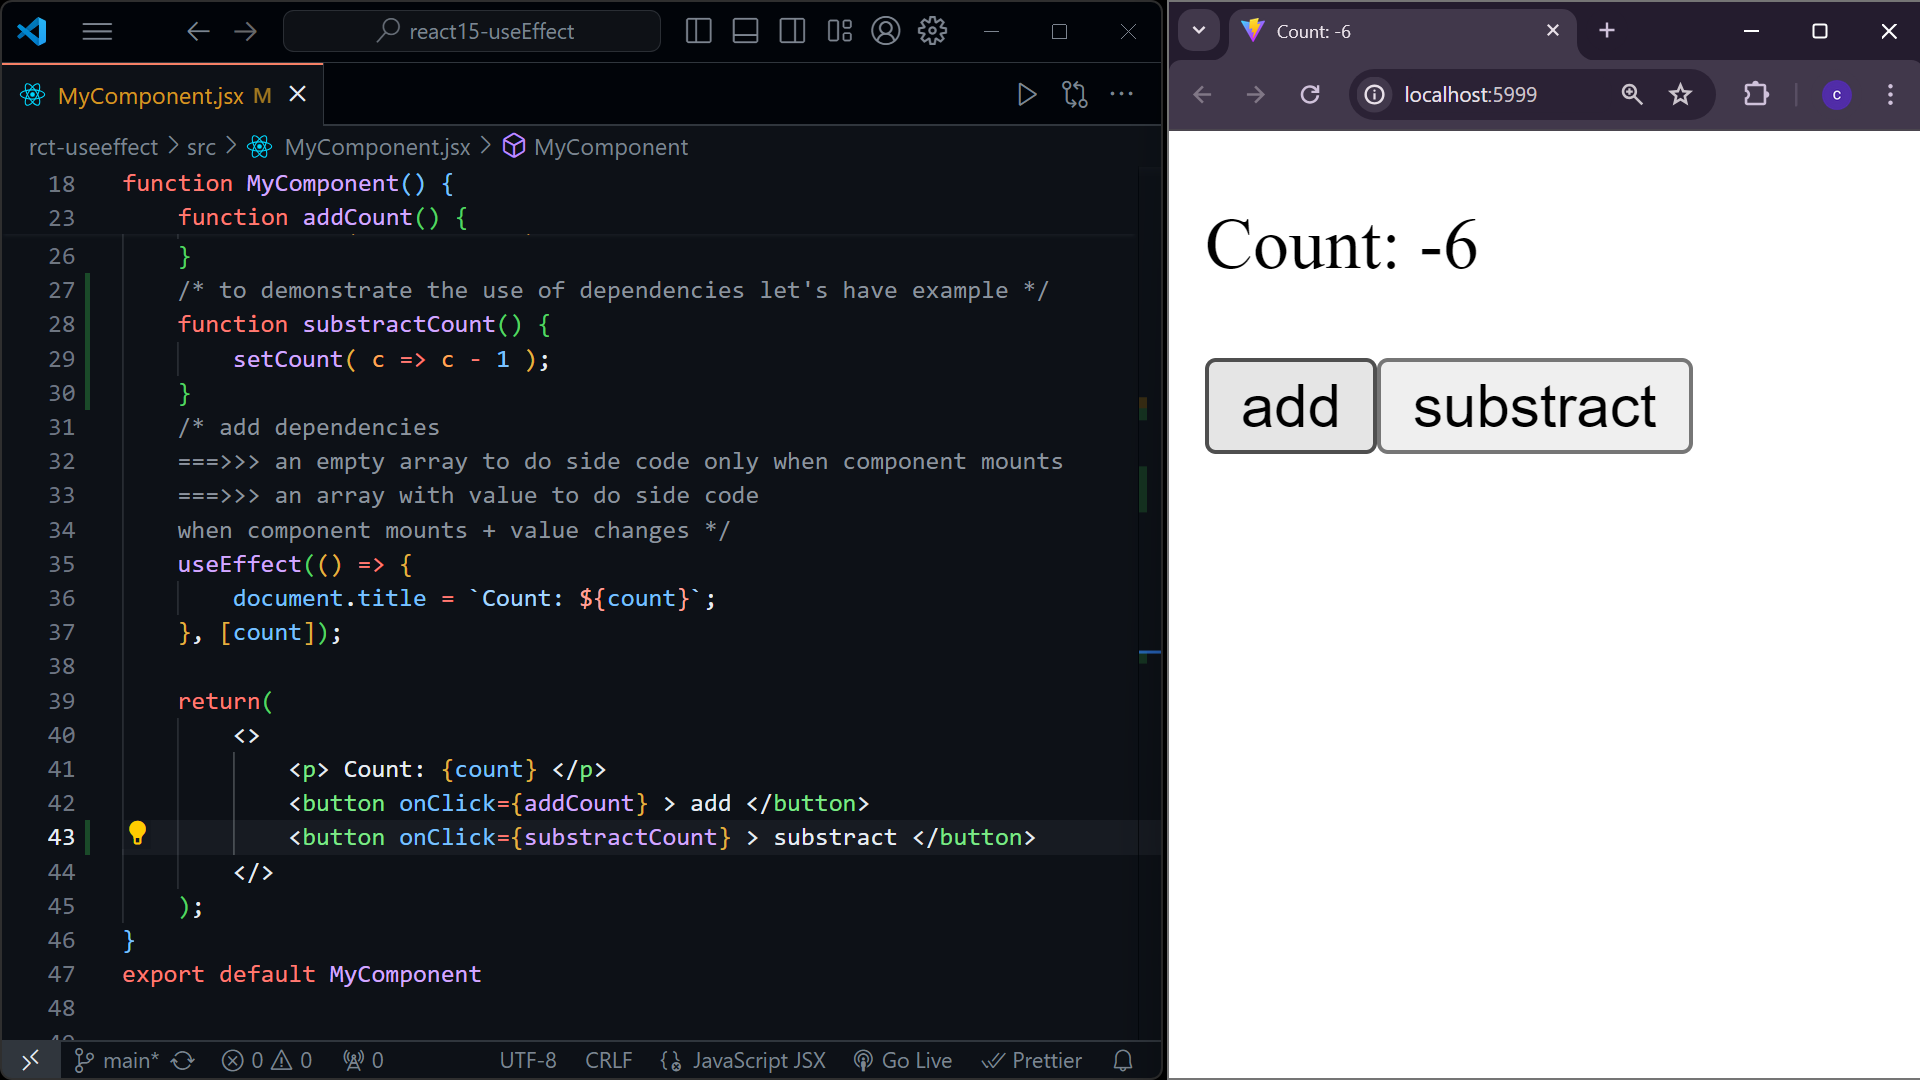 react15-useEffect
MyComponent.jsx M
rct-useeffect > src > MyComponent.jsx > MyComponent
18 function MyComponent() {
23 function addCount() {
26 }
27 /* to demonstrate the use of dependencies let's have example */
28 function substractCount() {
29 setCount( c => c - 1 );
30 }
31 /* add dependencies
32 ===>>> an empty array to do side code only when component mounts
33 ===>>> an array with value to do side code
34 when component mounts + value changes */
35 useEffect(() => {
36 document.title = `Count: ${count}`;
37 }, [count]);
38
39 return(
40 <>
41 <p> Count: {count} </p>
42 <button onClick={addCount} > add </button>
43 <button onClick={substractCount} > substract </button>
44 </>
45 );
46 }
47 export default MyComponent
48
main* 0 0 0 UTF-8 CRLF {} JavaScript JSX Go Live Prettier
Count: -6
localhost:5999
c
Count: -6
add substract